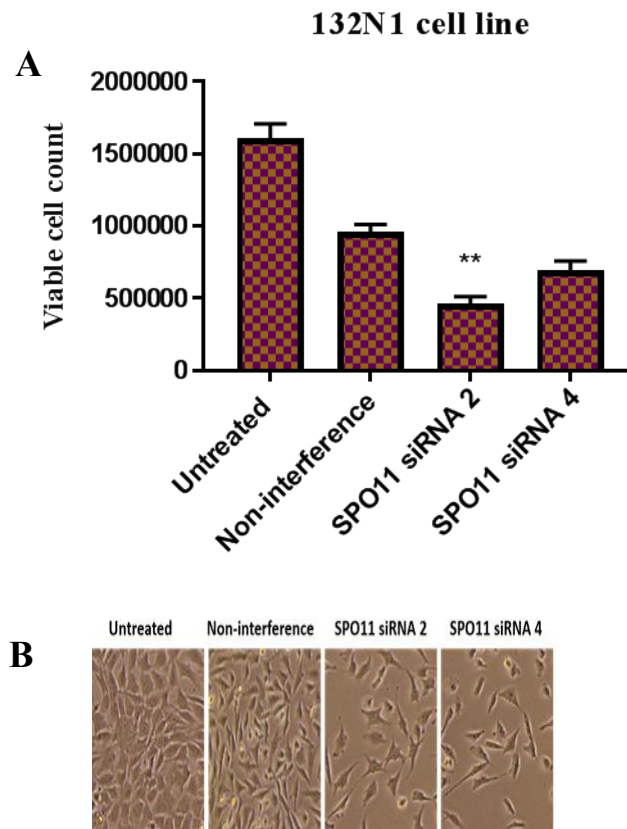 132N1 cell line
A
Viable cell count
2000000
1500000
1000000
500000
0
**
Untreated
Non-interference
SPO11 siRNA 2
SPO11 siRNA 4
B
Untreated Non-interference SPO11 siRNA 2 SPO11 siRNA 4